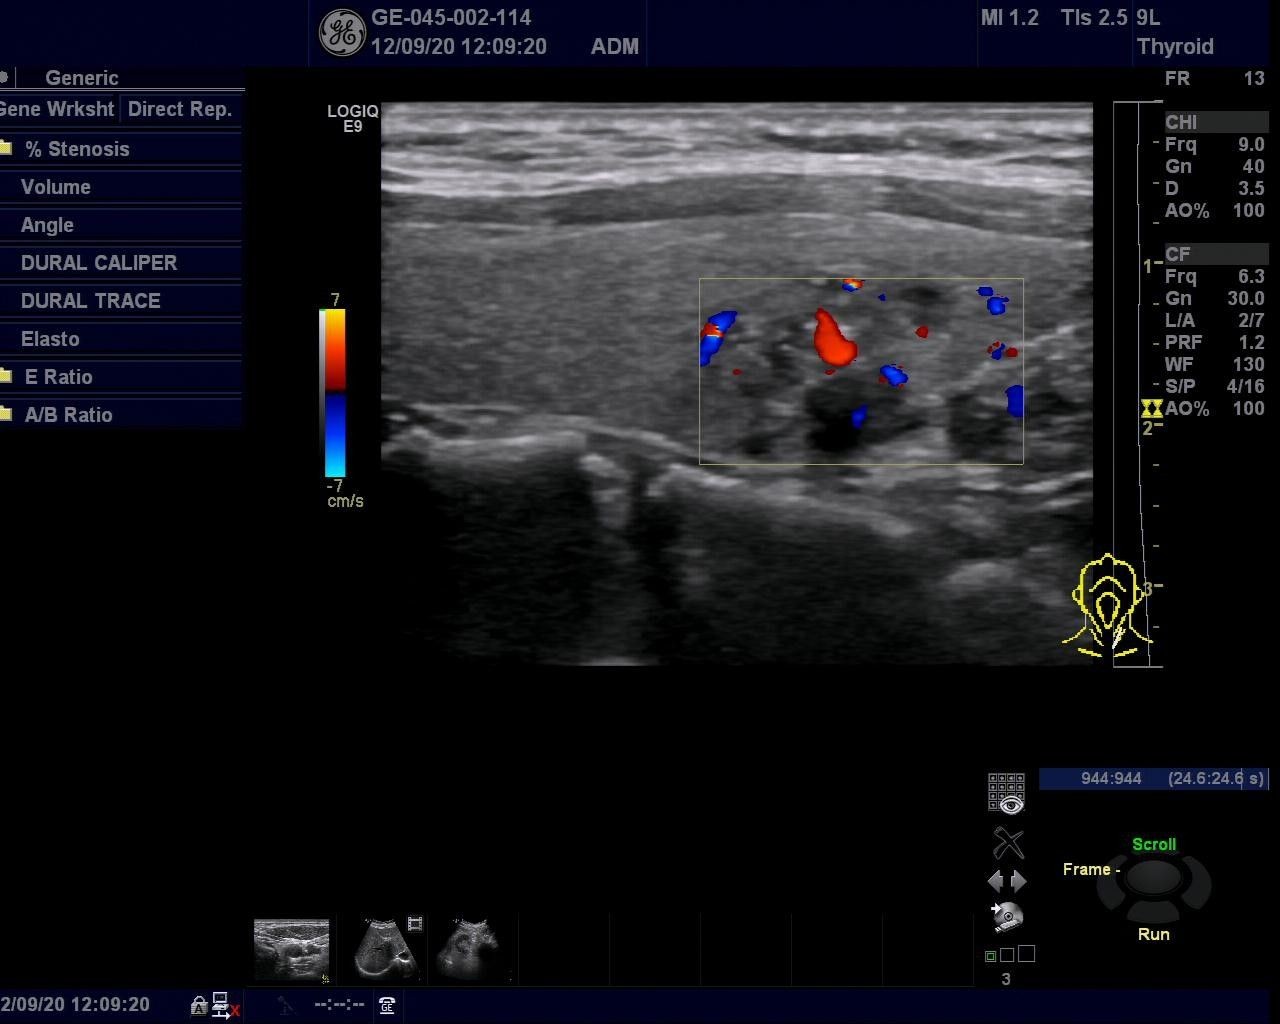 GE-045-002-114
12/09/20 12:09:20 ADM
MI 1.2 TIs 2.5 9L
Thyroid
Generic
Gene Wrksht Direct Rep.
% Stenosis
Volume
Angle
DURAL CALIPER
DURAL TRACE
Elasto
E Ratio
A/B Ratio
LOGIQ
E9
7
-7
cm/s
FR 13
CHI
Frq 9.0
Gn 40
D 3.5
AO% 100
CF
Frq 6.3
Gn 30.0
L/A 2/7
PRF 1.2
WF 130
S/P 4/16
AO% 100
1
2
3
944:944 (24.6:24.6 s)
Scroll
Frame -
Run
3
2/09/20 12:09:20
--:--:--
GE